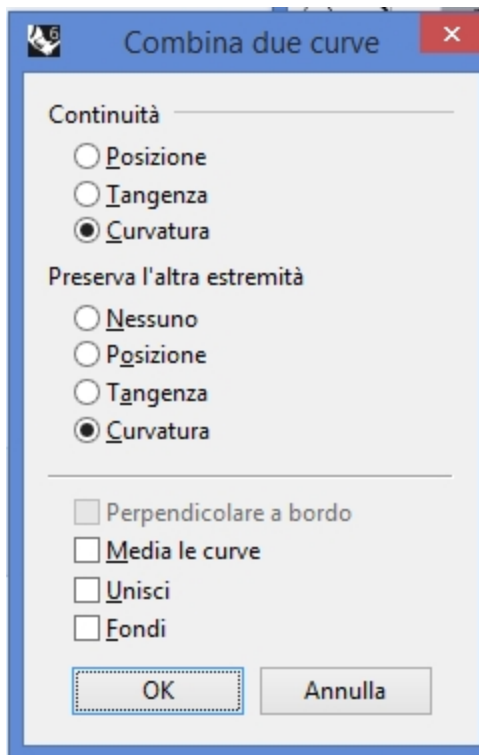 6
Combina due curve
Continuità
Posizione
Tangenza
Curvatura
Preserva l'altra estremità
Nessuno
Posizione
Tangenza
Curvatura
Perpendicolare a bordo
Media le curve
Unisci
Fondi
OK Annulla